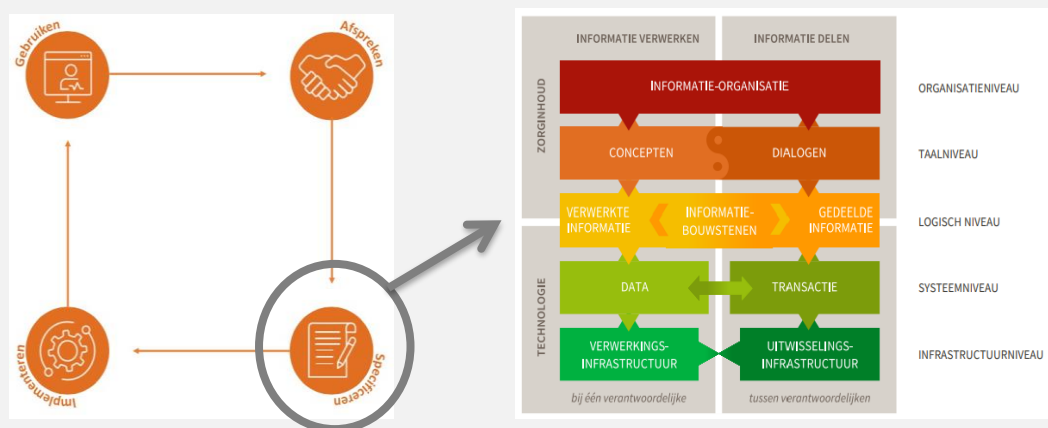 Gebruiken
Afspreken
Implementeren
Specificeren
INFORMATIE VERWERKEN
INFORMATIE DELEN
ZORGINHOUD
INFORMATIE-ORGANISATIE
ORGANISATIENIVEAU
CONCEPTEN
DIALOGEN
TAALNIVEAU
VERWERKTE
INFORMATIE
INFORMATIE-
BOUWSTENEN
GEDEELDE
INFORMATIE
LOGISCH NIVEAU
TECHNOLOGIE
DATA
TRANSACTIE
SYSTEEMNIVEAU
VERWERKINGS-
INFRASTRUCTUUR
UITWISSELINGS-
INFRASTRUCTUUR
INFRASTRUCTUURNIVEAU
bij één verantwoordelijke
tussen verantwoordelijken